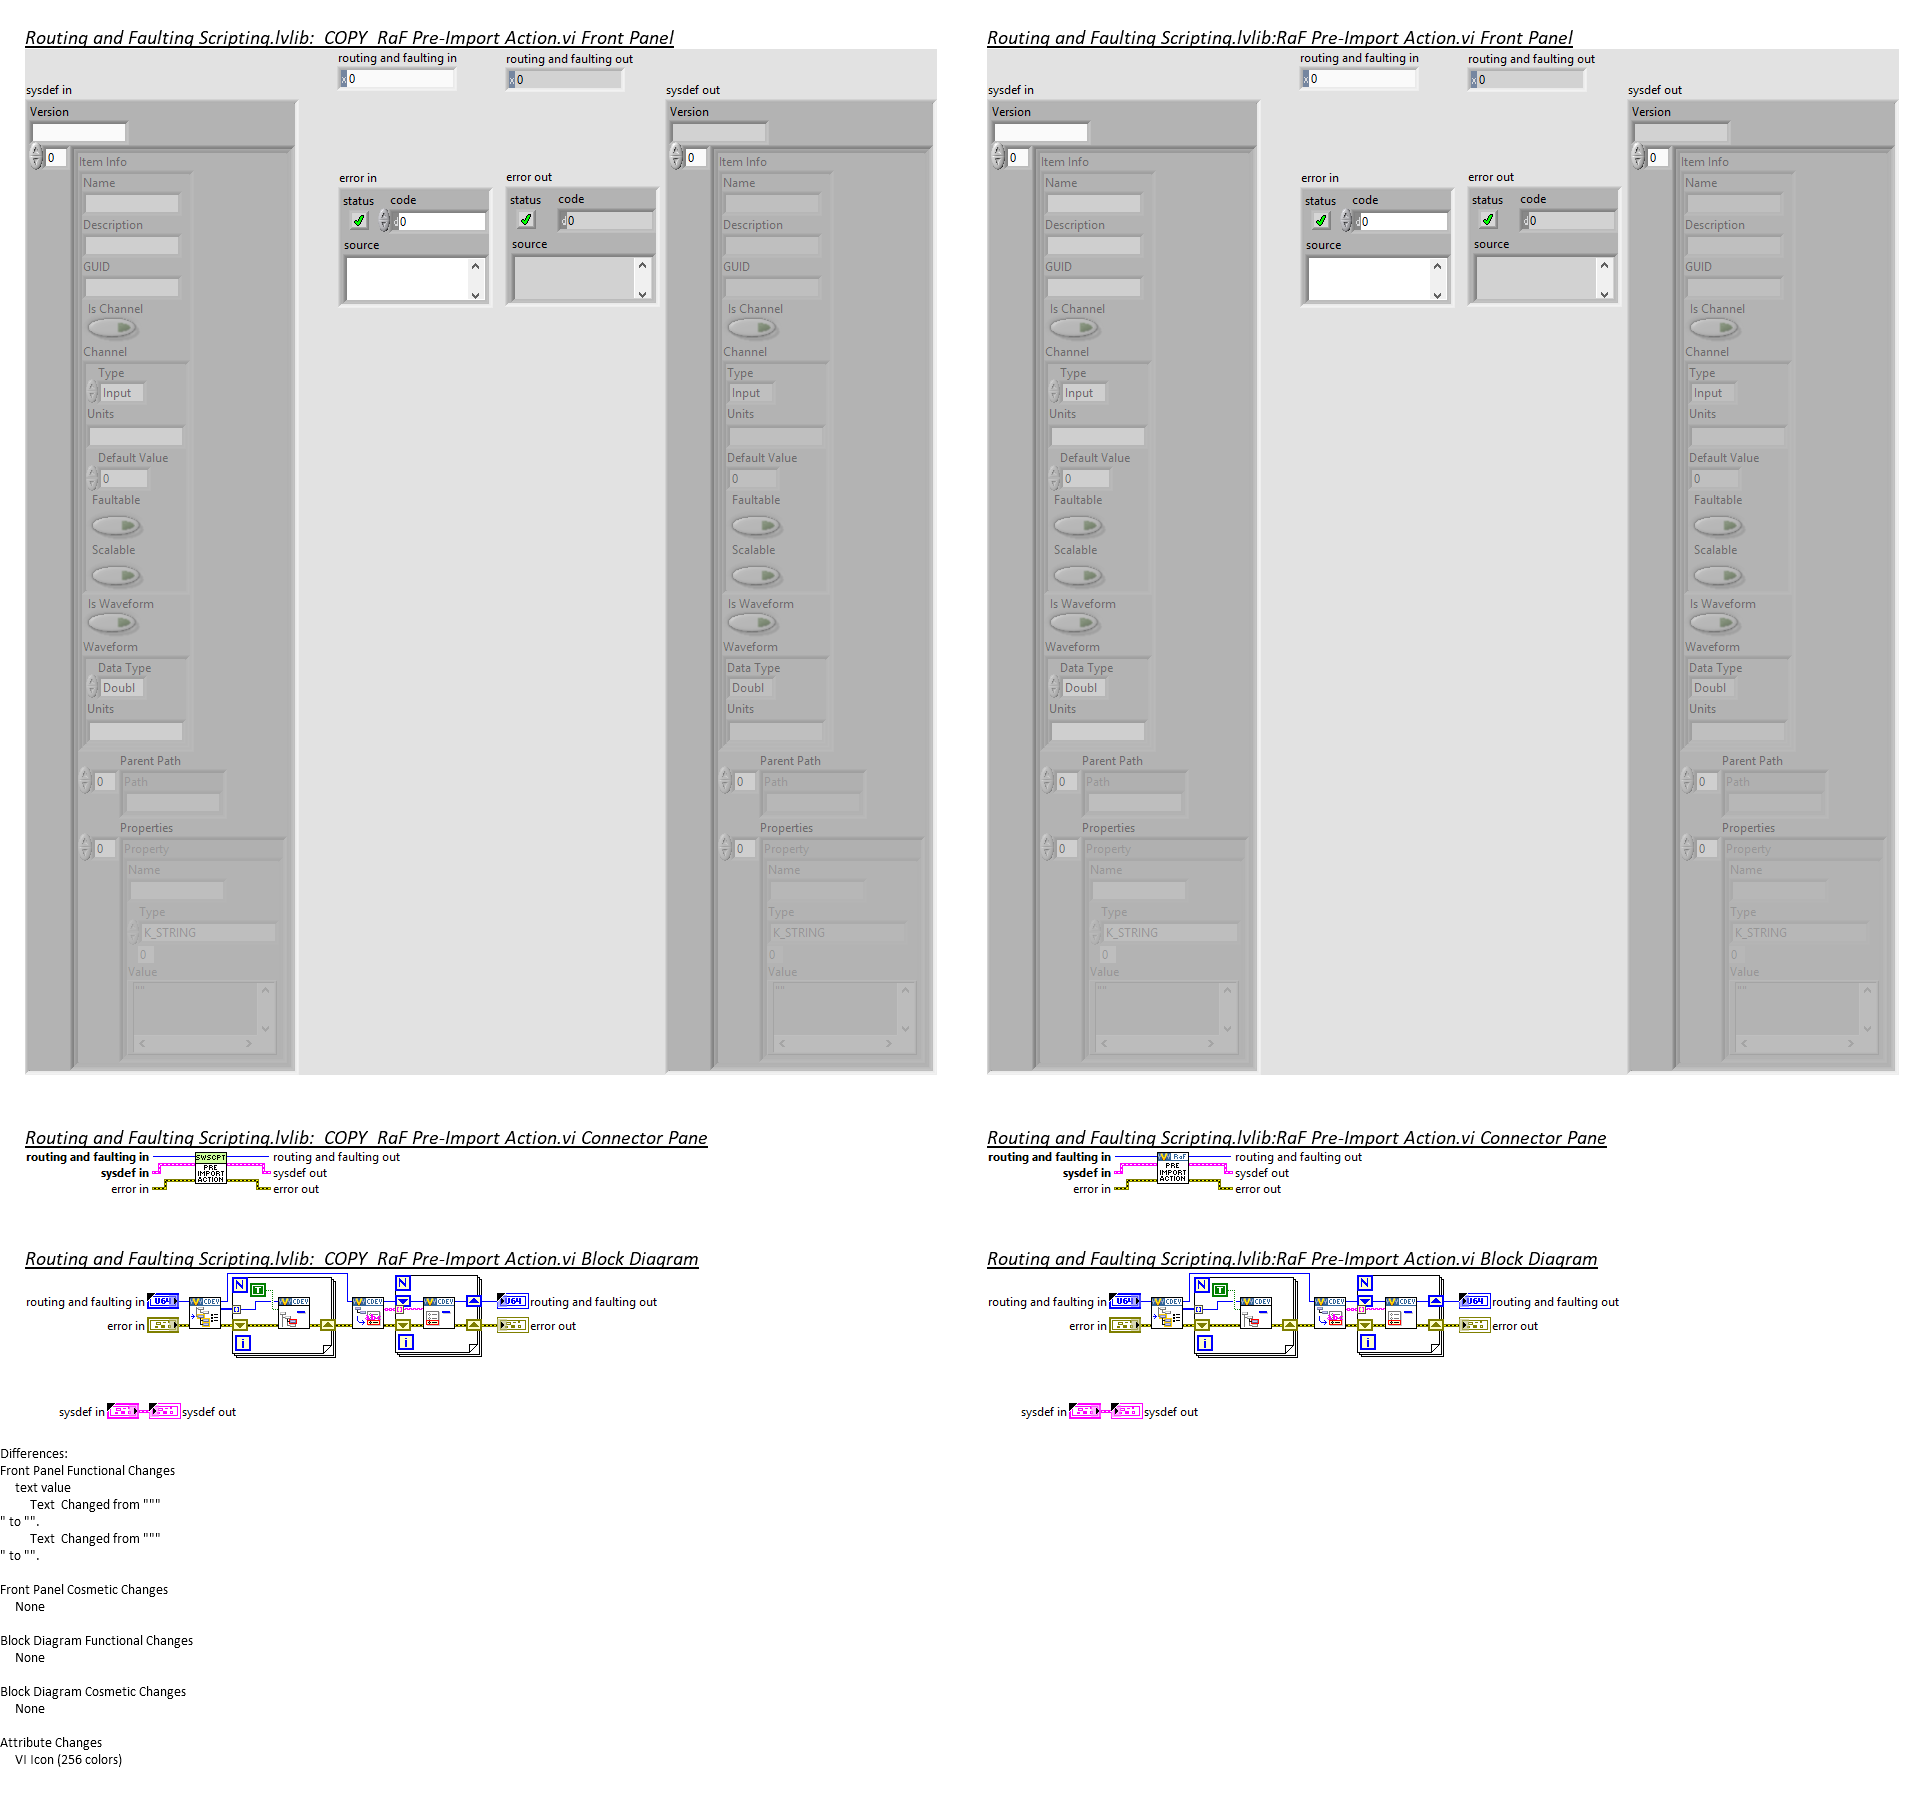 Routing and Faulting Scripting.lvlib:  COPY  RaF Pre-Import Action.vi Front Panel
routing and faulting in
routing and faulting out
x 0
x 0
sysdef in
sysdef out
Version
Version
0
Item Info
0
Item Info
Name
Name
error in
error out
status
code
status
code
d 0
d 0
Description
Description
source
source
GUID
GUID
Is Channel
Is Channel
Channel
Channel
Type
Type
Input
Input
Units
Units
Default Value
Default Value
0
0
Faultable
Faultable
Scalable
Scalable
Is Waveform
Is Waveform
Waveform
Waveform
Data Type
Data Type
Doubl
Doubl
Units
Units
Parent Path
Parent Path
0
Path
0
Path
Properties
Properties
0
Property
0
Property
Name
Name
Type
Type
K_STRING
K_STRING
0
0
Value
Value
""
""
Routing and Faulting Scripting.lvlib:RaF Pre-Import Action.vi Front Panel
routing and faulting in
routing and faulting out
x 0
x 0
sysdef in
sysdef out
Version
Version
0
Item Info
0
Item Info
Name
Name
error in
error out
status
code
status
code
d 0
d 0
Description
Description
source
source
GUID
GUID
Is Channel
Is Channel
Channel
Channel
Type
Type
Input
Input
Units
Units
Default Value
Default Value
0
0
Faultable
Faultable
Scalable
Scalable
Is Waveform
Is Waveform
Waveform
Waveform
Data Type
Data Type
Doubl
Doubl
Units
Units
Parent Path
Parent Path
0
Path
0
Path
Properties
Properties
0
Property
0
Property
Name
Name
Type
Type
K_STRING
K_STRING
0
0
Value
Value
""
""
Routing and Faulting Scripting.lvlib:  COPY  RaF Pre-Import Action.vi Connector Pane
routing and faulting in
SWSCPT
routing and faulting out
sysdef in
PRE
IMPORT
ACTION
sysdef out
error in
error out
Routing and Faulting Scripting.lvlib:RaF Pre-Import Action.vi Connector Pane
routing and faulting in
RaF
routing and faulting out
sysdef in
PRE
IMPORT
ACTION
sysdef out
error in
error out
Routing and Faulting Scripting.lvlib:  COPY  RaF Pre-Import Action.vi Block Diagram
N
T
N
routing and faulting in
U64
CDEV
CDEV
CDEV
CDEV
U64
routing and faulting out
error in
error out
i
i
sysdef in
sysdef out
Routing and Faulting Scripting.lvlib:RaF Pre-Import Action.vi Block Diagram
N
T
N
routing and faulting in
U64
CDEV
CDEV
CDEV
CDEV
U64
routing and faulting out
error in
error out
i
i
sysdef in
sysdef out
Differences:
Front Panel Functional Changes
text value
Text  Changed from """
" to "".
Text  Changed from """
" to "".
Front Panel Cosmetic Changes
None
Block Diagram Functional Changes
None
Block Diagram Cosmetic Changes
None
Attribute Changes
VI Icon (256 colors)